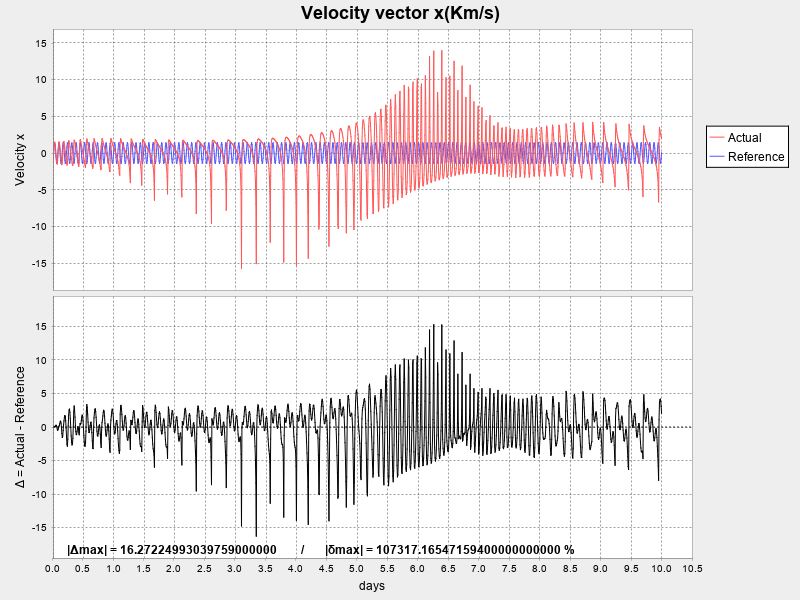 Velocity vector x(Km/s)
15
10
5
0
-5
-10
-15
Velocity x
Actual
Reference
15
10
5
0
-5
-10
-15
Δ = Actual - Reference
|Δmax| = 16.27224993039759000000 / |δmax| = 107317.16547159400000000000 %
0.0 0.5 1.0 1.5 2.0 2.5 3.0 3.5 4.0 4.5 5.0 5.5 6.0 6.5 7.0 7.5 8.0 8.5 9.0 9.5 10.0 10.5
days